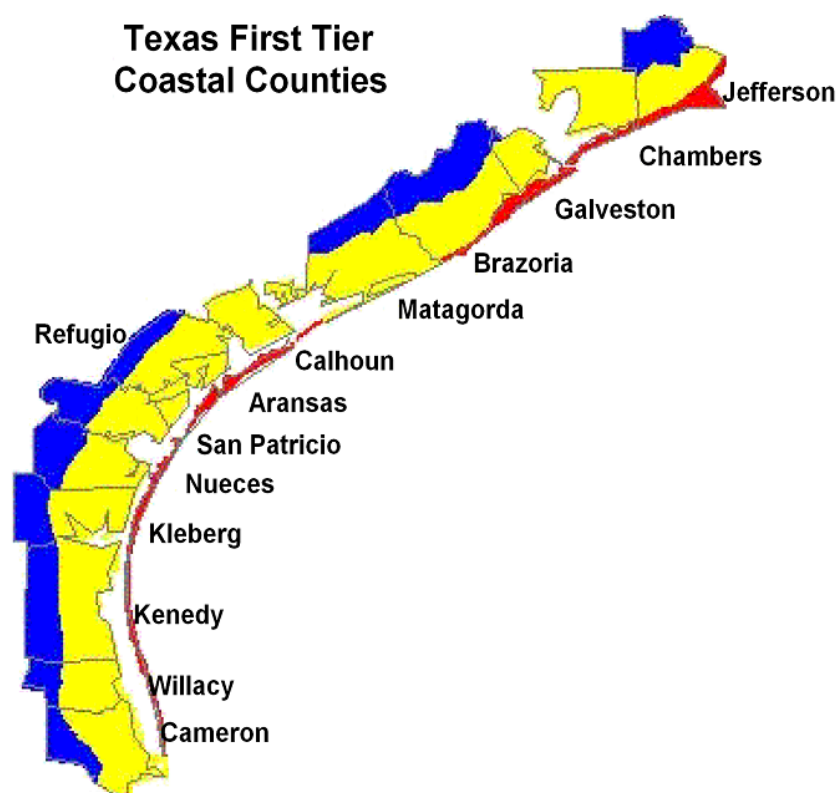 Texas First Tier
Coastal Counties
Jefferson
Chambers
Galveston
Brazoria
Matagorda
Refugio
Calhoun
Aransas
San Patricio
Nueces
Kleberg
Kenedy
Willacy
Cameron